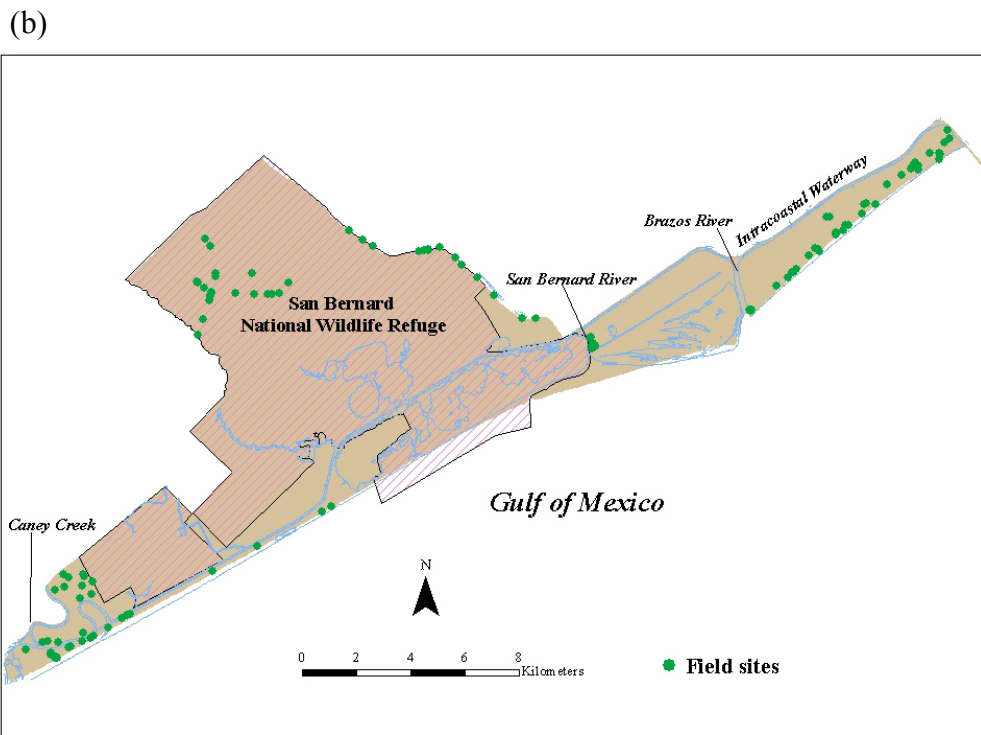 (b)
Intracoastal Waterway
Brazos River
San Bernard River
San Bernard
National Wildlife Refuge
Gulf of Mexico
Caney Creek
N
0 2 4 6 8
Kilometers
Field sites